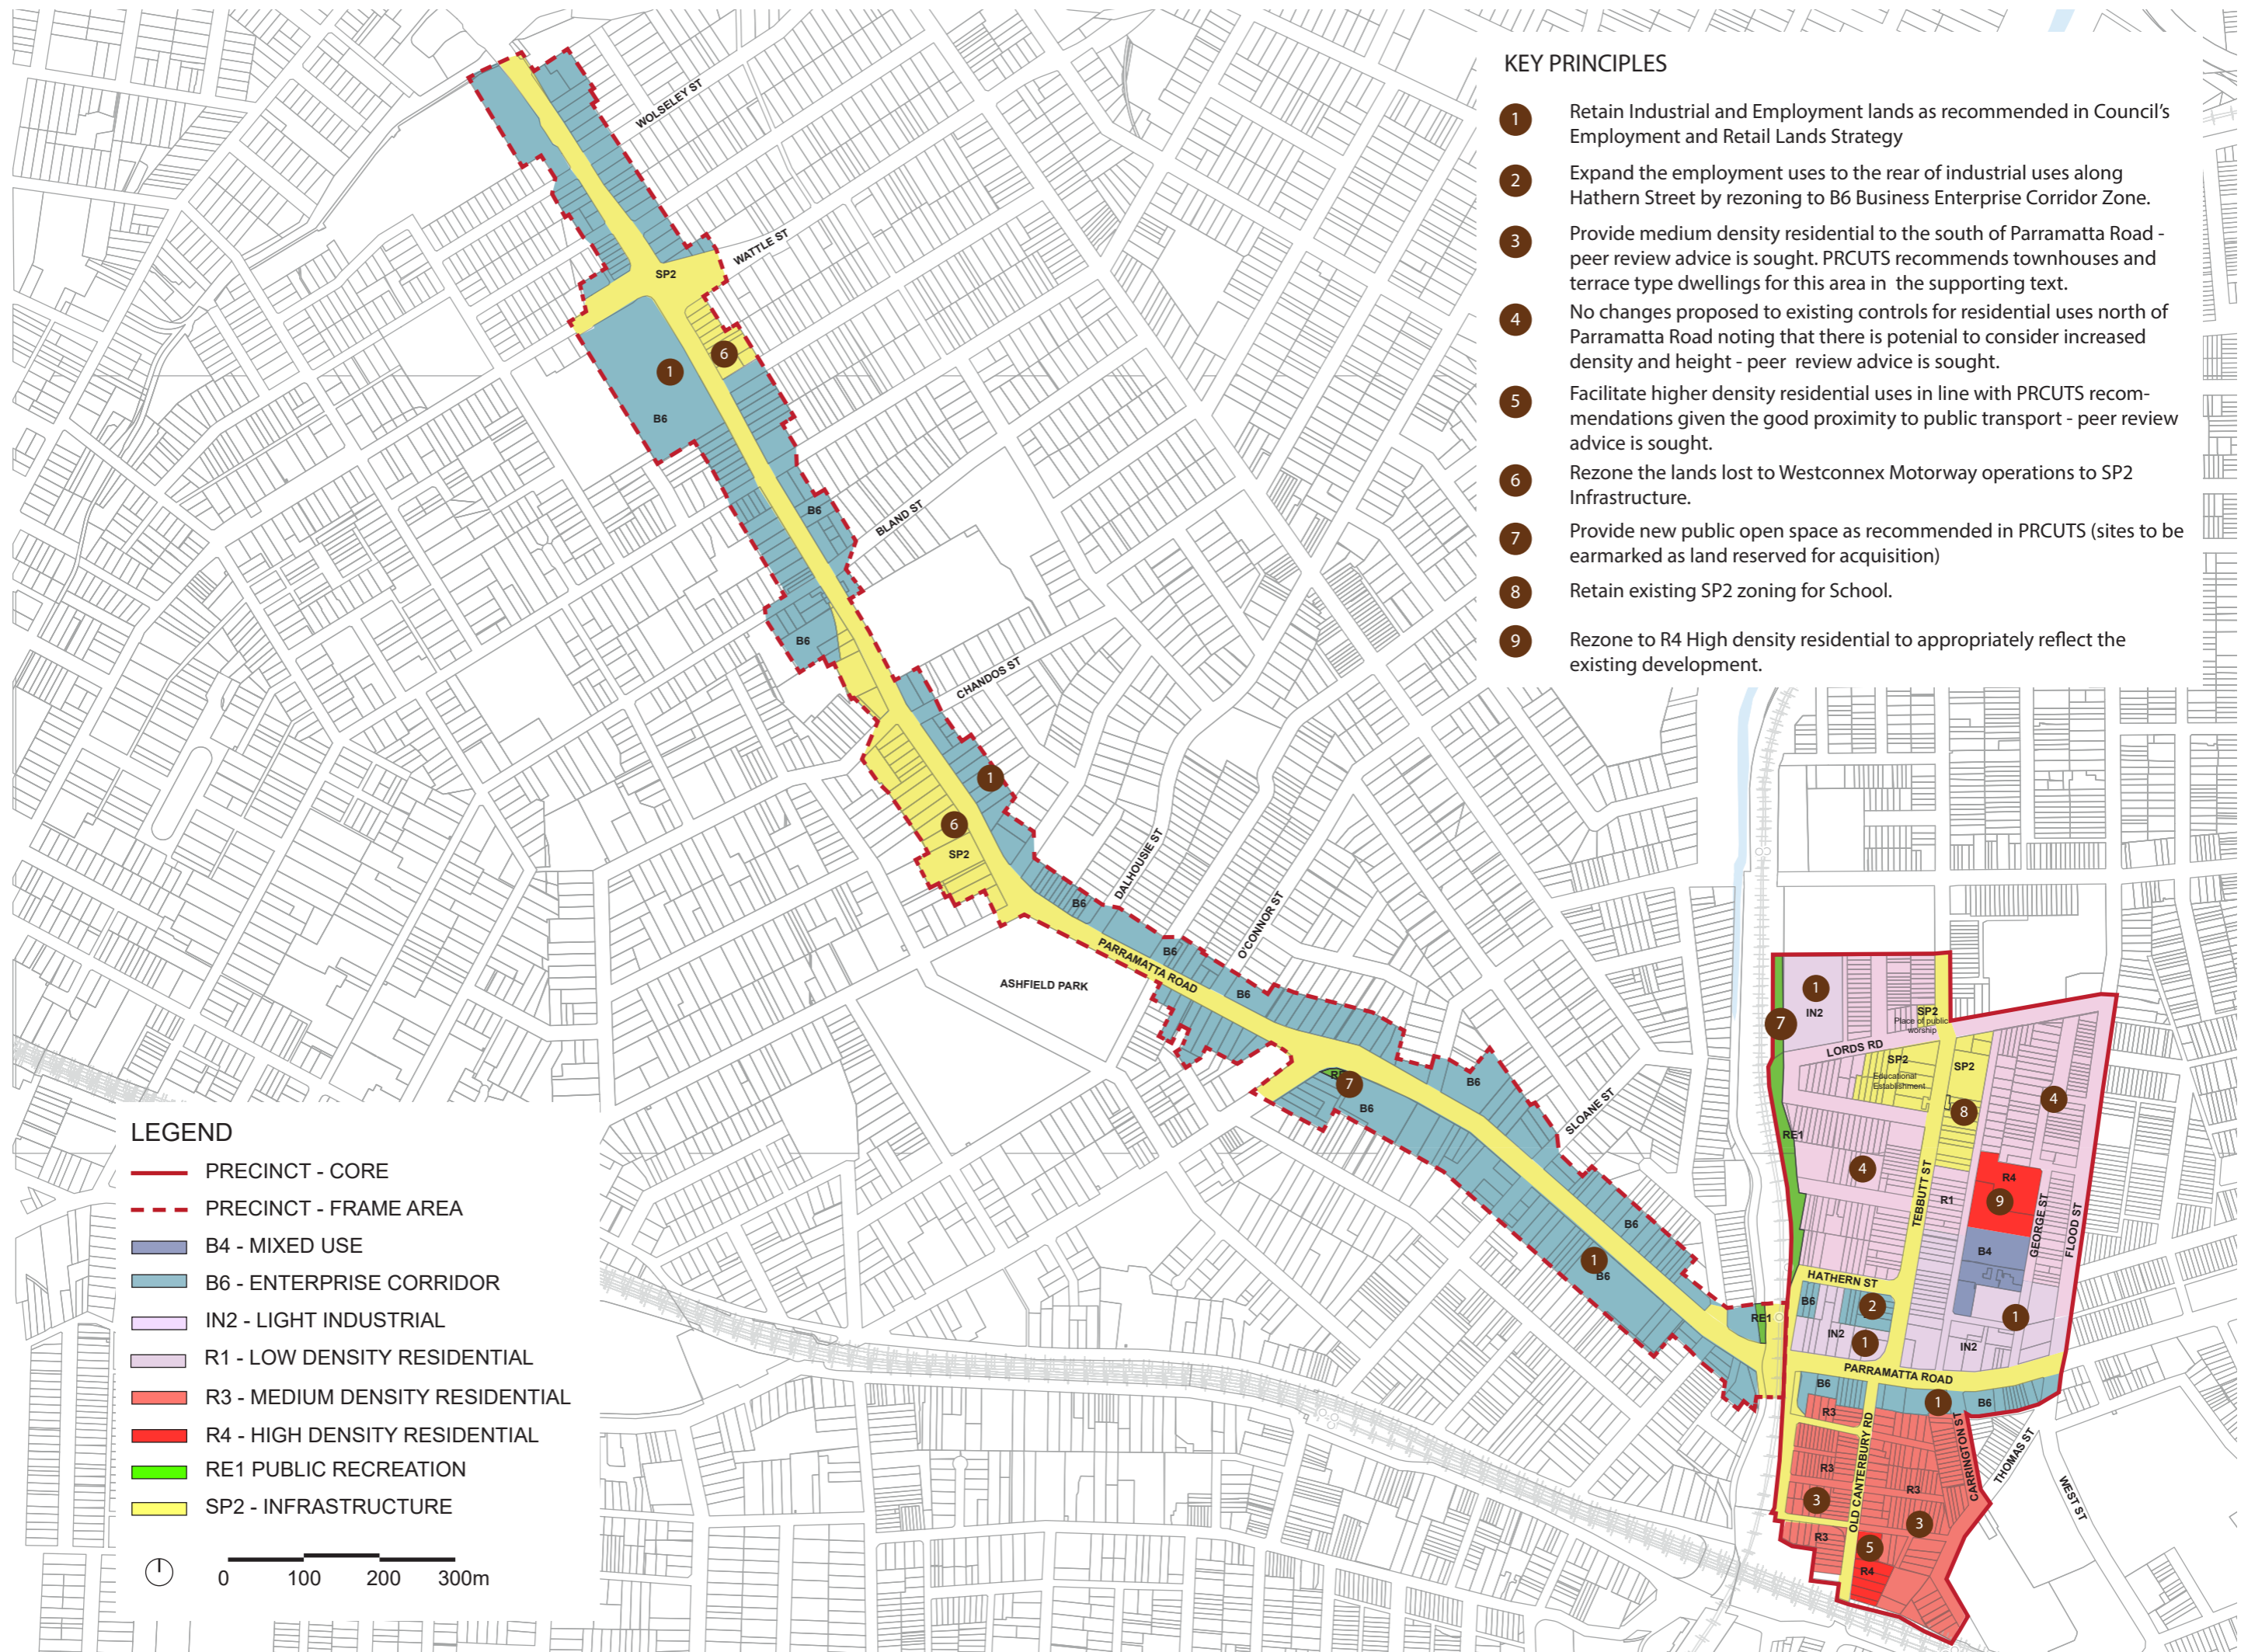 KEY PRINCIPLES
1 Retain Industrial and Employment lands as recommended in Council's
Employment and Retail Lands Strategy
2 Expand the employment uses to the rear of industrial uses along
Hathern Street by rezoning to B6 Business Enterprise Corridor Zone.
3 Provide medium density residential to the south of Parramatta Road -
peer review advice is sought. PRCUTS recommends townhouses and
terrace type dwellings for this area in the supporting text.
4 No changes proposed to existing controls for residential uses north of
Parramatta Road noting that there is potenial to consider increased
density and height - peer review advice is sought.
5 Facilitate higher density residential uses in line with PRCUTS recom-
mendations given the good proximity to public transport - peer review
advice is sought.
6 Rezone the lands lost to Westconnex Motorway operations to SP2
Infrastructure.
7 Provide new public open space as recommended in PRCUTS (sites to be
earmarked as land reserved for acquisition)
8 Retain existing SP2 zoning for School.
9 Rezone to R4 High density residential to appropriately reflect the
existing development.
WOLSELEY ST
WATTLE ST
SP2
6
1
B6
B6
BLAND ST
B6
CHANDOS ST
1
6
SP2
DALHOUSIE ST
B6
O'CONNOR ST
B6
PARRAMATTA ROAD
B6
ASHFIELD PARK
7
B6
B6
SLOANE ST
B6
1
B6
RE1
1
IN2
7
SP2
Place of public
worship
LORDS RD
SP2
SP2
Educational
Establishment
4
8
RE1
4
R4
TEBBUTT ST
R1
9
GEORGE ST
FLOOD ST
B4
HATHERN ST
B6
2
1
IN2
1
IN2
PARRAMATTA ROAD
B6
1
B6
R3
OLD CANTERBURY RD
CARRINGTON ST
THOMAS ST
WEST ST
R3
R3
3
3
R3
5
R4
LEGEND
PRECINCT - CORE
PRECINCT - FRAME AREA
B4 - MIXED USE
B6 - ENTERPRISE CORRIDOR
IN2 - LIGHT INDUSTRIAL
R1 - LOW DENSITY RESIDENTIAL
R3 - MEDIUM DENSITY RESIDENTIAL
R4 - HIGH DENSITY RESIDENTIAL
RE1 PUBLIC RECREATION
SP2 - INFRASTRUCTURE
0 100 200 300m